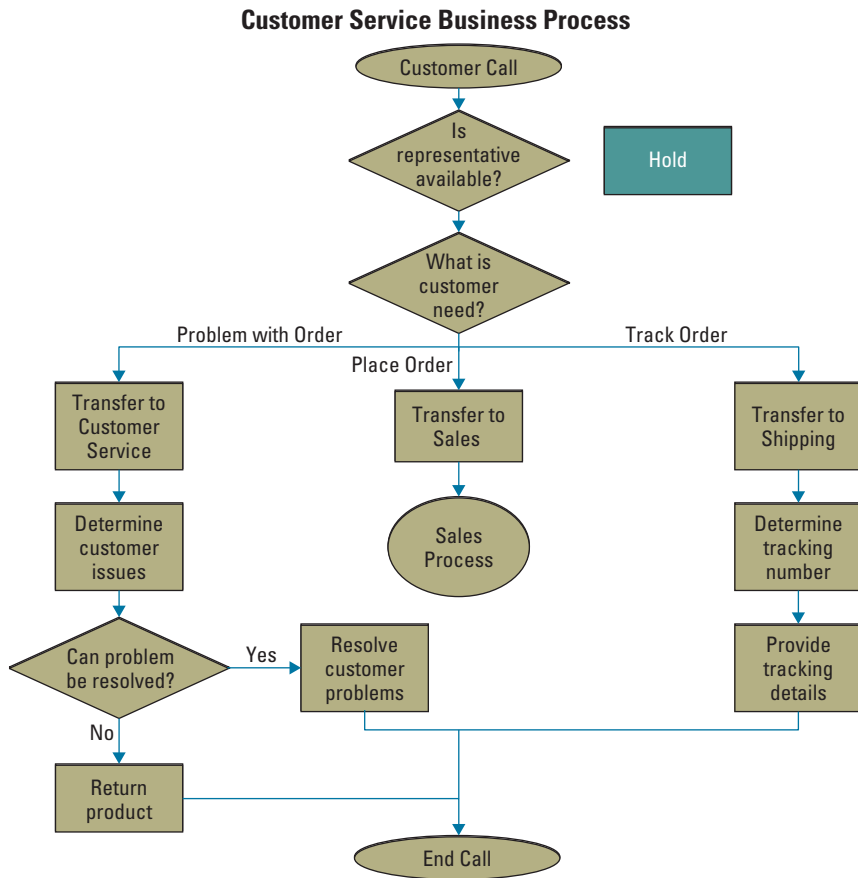 Customer Service Business Process
Customer Call
Is
representative
available?
Hold
What is
customer
need?
Problem with Order
Place Order
Track Order
Transfer to
Customer
Service
Transfer to
Sales
Transfer to
Shipping
Determine
customer
issues
Sales
Process
Determine
tracking
number
Can problem
be resolved?
Yes
Resolve
customer
problems
Provide
tracking
details
No
Return
product
End Call